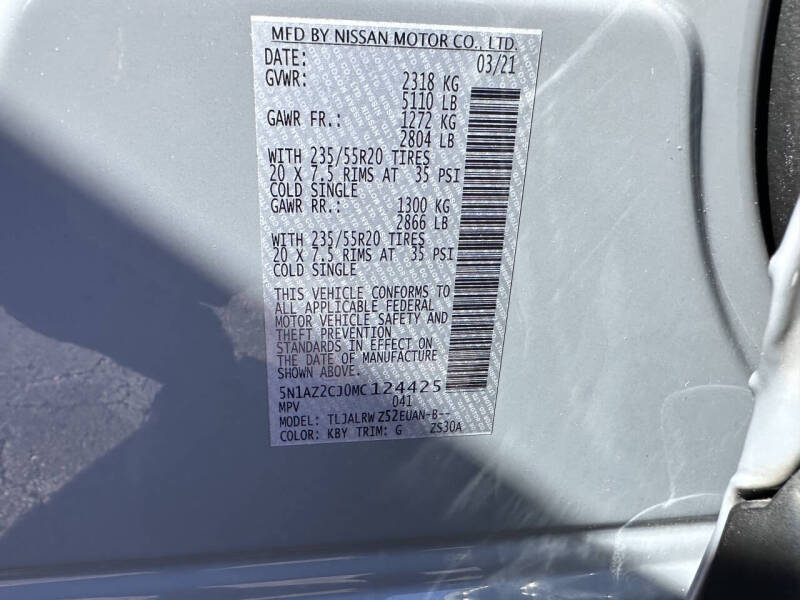 MFD BY NISSAN MOTOR CO., LTD.
DATE: 03/21
GVWR: 2318 KG
5110 LB
GAWR FR.: 1272 KG
2804 LB
WITH 235/55R20 TIRES
20 X 7.5 RIMS AT 35 PSI
COLD SINGLE
GAWR RR.: 1300 KG
2866 LB
WITH 235/55R20 TIRES
20 X 7.5 RIMS AT 35 PSI
COLD SINGLE
THIS VEHICLE CONFORMS TO
ALL APPLICABLE FEDERAL
MOTOR VEHICLE SAFETY AND
THEFT PREVENTION
STANDARDS IN EFFECT ON
THE DATE OF MANUFACTURE
SHOWN ABOVE.
5N1AZ2CJ0MC124425
MPV 041
MODEL: TLJALRWZ52EUAN-B--
COLOR: KBY TRIM: G ZS30A